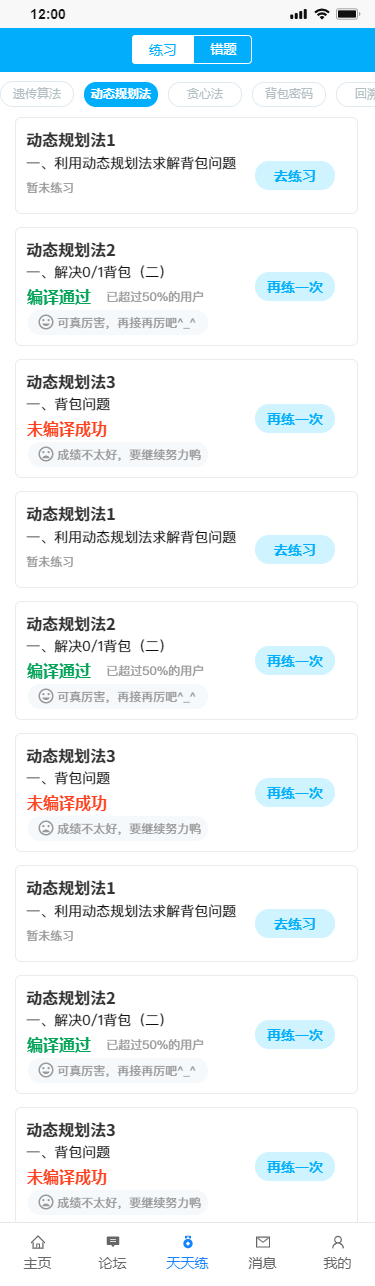 12:00
练习 错题
遗传算法 动态规划法 贪心法 背包密码 回溯
动态规划法1
一、利用动态规划法求解背包问题
去练习
暂未练习
动态规划法2
一、解决0/1背包（二）
再练一次
编译通过 已超过50%的用户
可真厉害，再接再厉吧^_^
动态规划法3
一、背包问题
再练一次
未编译成功
成绩不太好，要继续努力鸭
动态规划法1
一、利用动态规划法求解背包问题
去练习
暂未练习
动态规划法2
一、解决0/1背包（二）
再练一次
编译通过 已超过50%的用户
可真厉害，再接再厉吧^_^
动态规划法3
一、背包问题
再练一次
未编译成功
成绩不太好，要继续努力鸭
动态规划法1
一、利用动态规划法求解背包问题
去练习
暂未练习
动态规划法2
一、解决0/1背包（二）
再练一次
编译通过 已超过50%的用户
可真厉害，再接再厉吧^_^
动态规划法3
一、背包问题
再练一次
未编译成功
成绩不太好，要继续努力鸭
主页 论坛 天天练 消息 我的